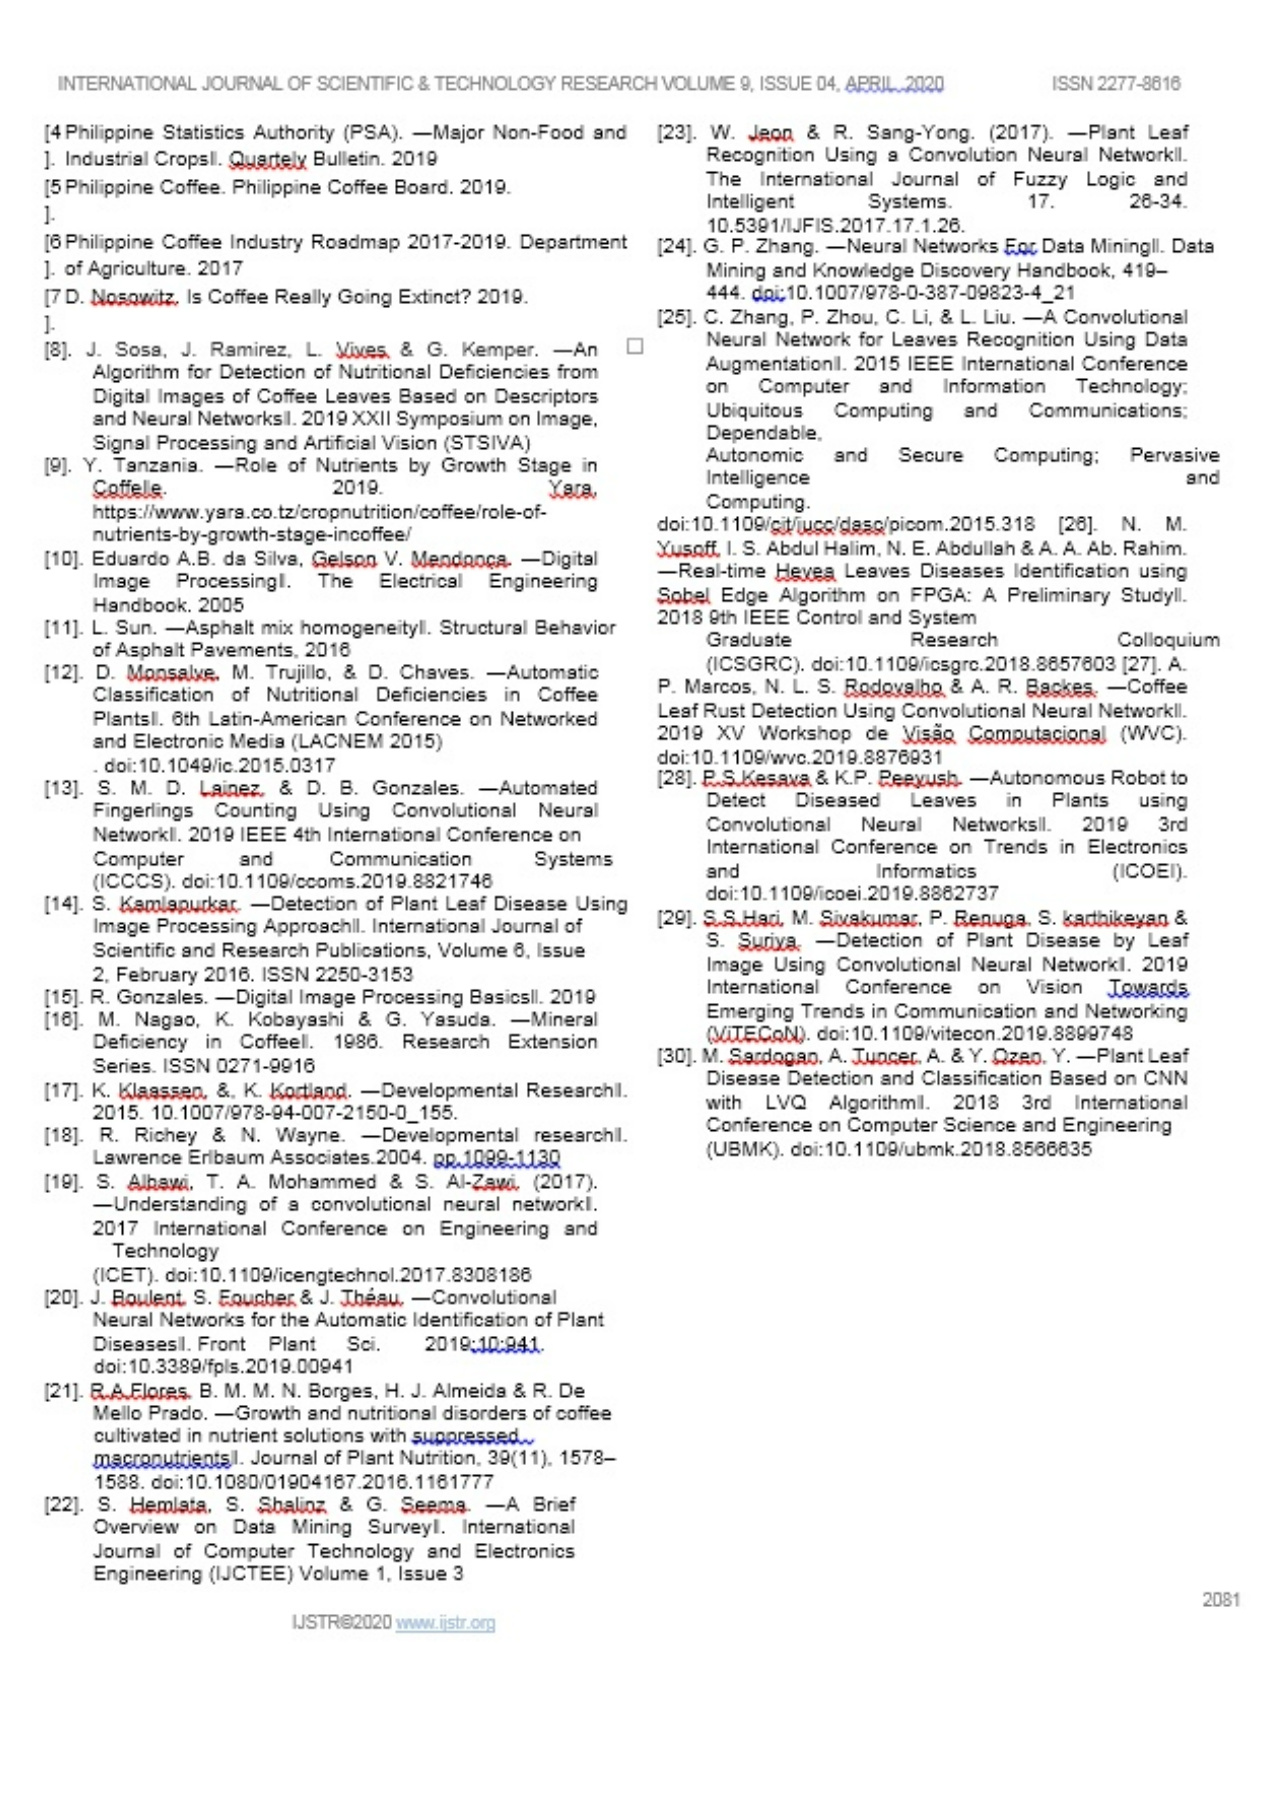 INTERNATIONAL JOURNAL OF SCIENTIFIC & TECHNOLOGY RESEARCH VOLUME 9, ISSUE 04, APRIL 2020 ISSN 2277-8616
[4 Philippine Statistics Authority (PSA). ―Major Non-Food and
]. Industrial Crops‖. Quartely Bulletin. 2019
[5 Philippine Coffee. Philippine Coffee Board. 2019.
].
[6 Philippine Coffee Industry Roadmap 2017-2019. Department
]. of Agriculture. 2017
[7 D. Nosowitz. Is Coffee Really Going Extinct? 2019.
].
[8]. J. Sosa, J. Ramirez, L. Vives & G. Kemper. ―An
Algorithm for Detection of Nutritional Deficiencies from
Digital Images of Coffee Leaves Based on Descriptors
and Neural Networks‖. 2019 XXII Symposium on Image,
Signal Processing and Artificial Vision (STSIVA)
[9]. Y. Tanzania. ―Role of Nutrients by Growth Stage in
Coffelle. 2019. Yara,
https://www.yara.co.tz/cropnutrition/coffee/role-of-
nutrients-by-growth-stage-incoffee/
[10]. Eduardo A.B. da Silva, Gelson V. Mendonça. ―Digital
Image Processing‖. The Electrical Engineering
Handbook. 2005
[11]. L. Sun. ―Asphalt mix homogeneity‖. Structural Behavior
of Asphalt Pavements, 2016
[12]. D. Monsalve, M. Trujillo, & D. Chaves. ―Automatic
Classification of Nutritional Deficiencies in Coffee
Plants‖. 6th Latin-American Conference on Networked
and Electronic Media (LACNEM 2015)
. doi:10.1049/ic.2015.0317
[13]. S. M. D. Lainez, & D. B. Gonzales. ―Automated
Fingerlings Counting Using Convolutional Neural
Network‖. 2019 IEEE 4th International Conference on
Computer and Communication Systems
(ICCCS). doi:10.1109/ccoms.2019.8821746
[14]. S. Kamlapurkar. ―Detection of Plant Leaf Disease Using
Image Processing Approach‖. International Journal of
Scientific and Research Publications, Volume 6, Issue
2, February 2016. ISSN 2250-3153
[15]. R. Gonzales. ―Digital Image Processing Basics‖. 2019
[16]. M. Nagao, K. Kobayashi & G. Yasuda. ―Mineral
Deficiency in Coffee‖. 1986. Research Extension
Series. ISSN 0271-9916
[17]. K. Klaassen, &, K. Kortland. ―Developmental Research‖.
2015. 10.1007/978-94-007-2150-0_155.
[18]. R. Richey & N. Wayne. ―Developmental research‖.
Lawrence Erlbaum Associates.2004. pp.1099-1130
[19]. S. Albawi, T. A. Mohammed & S. Al-Zawi. (2017).
―Understanding of a convolutional neural network‖.
2017 International Conference on Engineering and
Technology
(ICET). doi:10.1109/icengtechnol.2017.8308186
[20]. J. Boulent, S. Foucher & J. Théau. ―Convolutional
Neural Networks for the Automatic Identification of Plant
Diseases‖. Front Plant Sci. 2019;10:941.
doi:10.3389/fpls.2019.00941
[21]. R.A.Flores, B. M. M. N. Borges, H. J. Almeida & R. De
Mello Prado. ―Growth and nutritional disorders of coffee
cultivated in nutrient solutions with suppressed
macronutrients‖. Journal of Plant Nutrition, 39(11), 1578–
1588. doi:10.1080/01904167.2016.1161777
[22]. S. Hemlata, S. Shalinz & G. Seema. ―A Brief
Overview on Data Mining Survey‖. International
Journal of Computer Technology and Electronics
Engineering (IJCTEE) Volume 1, Issue 3
[23]. W. Jeon & R. Sang-Yong. (2017). ―Plant Leaf
Recognition Using a Convolution Neural Network‖.
The International Journal of Fuzzy Logic and
Intelligent Systems. 17. 26-34.
10.5391/IJFIS.2017.17.1.26.
[24]. G. P. Zhang. ―Neural Networks For Data Mining‖. Data
Mining and Knowledge Discovery Handbook, 419–
444. doi:10.1007/978-0-387-09823-4_21
[25]. C. Zhang, P. Zhou, C. Li, & L. Liu. ―A Convolutional
Neural Network for Leaves Recognition Using Data
Augmentation‖. 2015 IEEE International Conference
on Computer and Information Technology;
Ubiquitous Computing and Communications;
Dependable,
Autonomic and Secure Computing; Pervasive
Intelligence and
Computing.
doi:10.1109/cit/iucc/dasc/picom.2015.318 [26]. N. M.
Yusoff, I. S. Abdul Halim, N. E. Abdullah & A. A. Ab. Rahim.
―Real-time Hevea Leaves Diseases Identification using
Sobel Edge Algorithm on FPGA: A Preliminary Study‖.
2018 9th IEEE Control and System
Graduate Research Colloquium
(ICSGRC). doi:10.1109/icsgrc.2018.8657603 [27]. A.
P. Marcos, N. L. S. Rodovalho & A. R. Backes. ―Coffee
Leaf Rust Detection Using Convolutional Neural Network‖.
2019 XV Workshop de Visão Computacional (WVC).
doi:10.1109/wvc.2019.8876931
[28]. P.S.Kesava & K.P. Peeyush. ―Autonomous Robot to
Detect Diseased Leaves in Plants using
Convolutional Neural Networks‖. 2019 3rd
International Conference on Trends in Electronics
and Informatics (ICOEI).
doi:10.1109/icoei.2019.8862737
[29]. S.S.Hari, M. Sivakumar, P. Renuga, S. karthikeyan &
S. Suriya. ―Detection of Plant Disease by Leaf
Image Using Convolutional Neural Network‖. 2019
International Conference on Vision Towards
Emerging Trends in Communication and Networking
(ViTECoN). doi:10.1109/vitecon.2019.8899748
[30]. M. Sardogan, A. Tuncer, A. & Y. Ozen, Y. ―Plant Leaf
Disease Detection and Classification Based on CNN
with LVQ Algorithm‖. 2018 3rd International
Conference on Computer Science and Engineering
(UBMK). doi:10.1109/ubmk.2018.8566635
2081
IJSTR©2020 www.ijstr.org